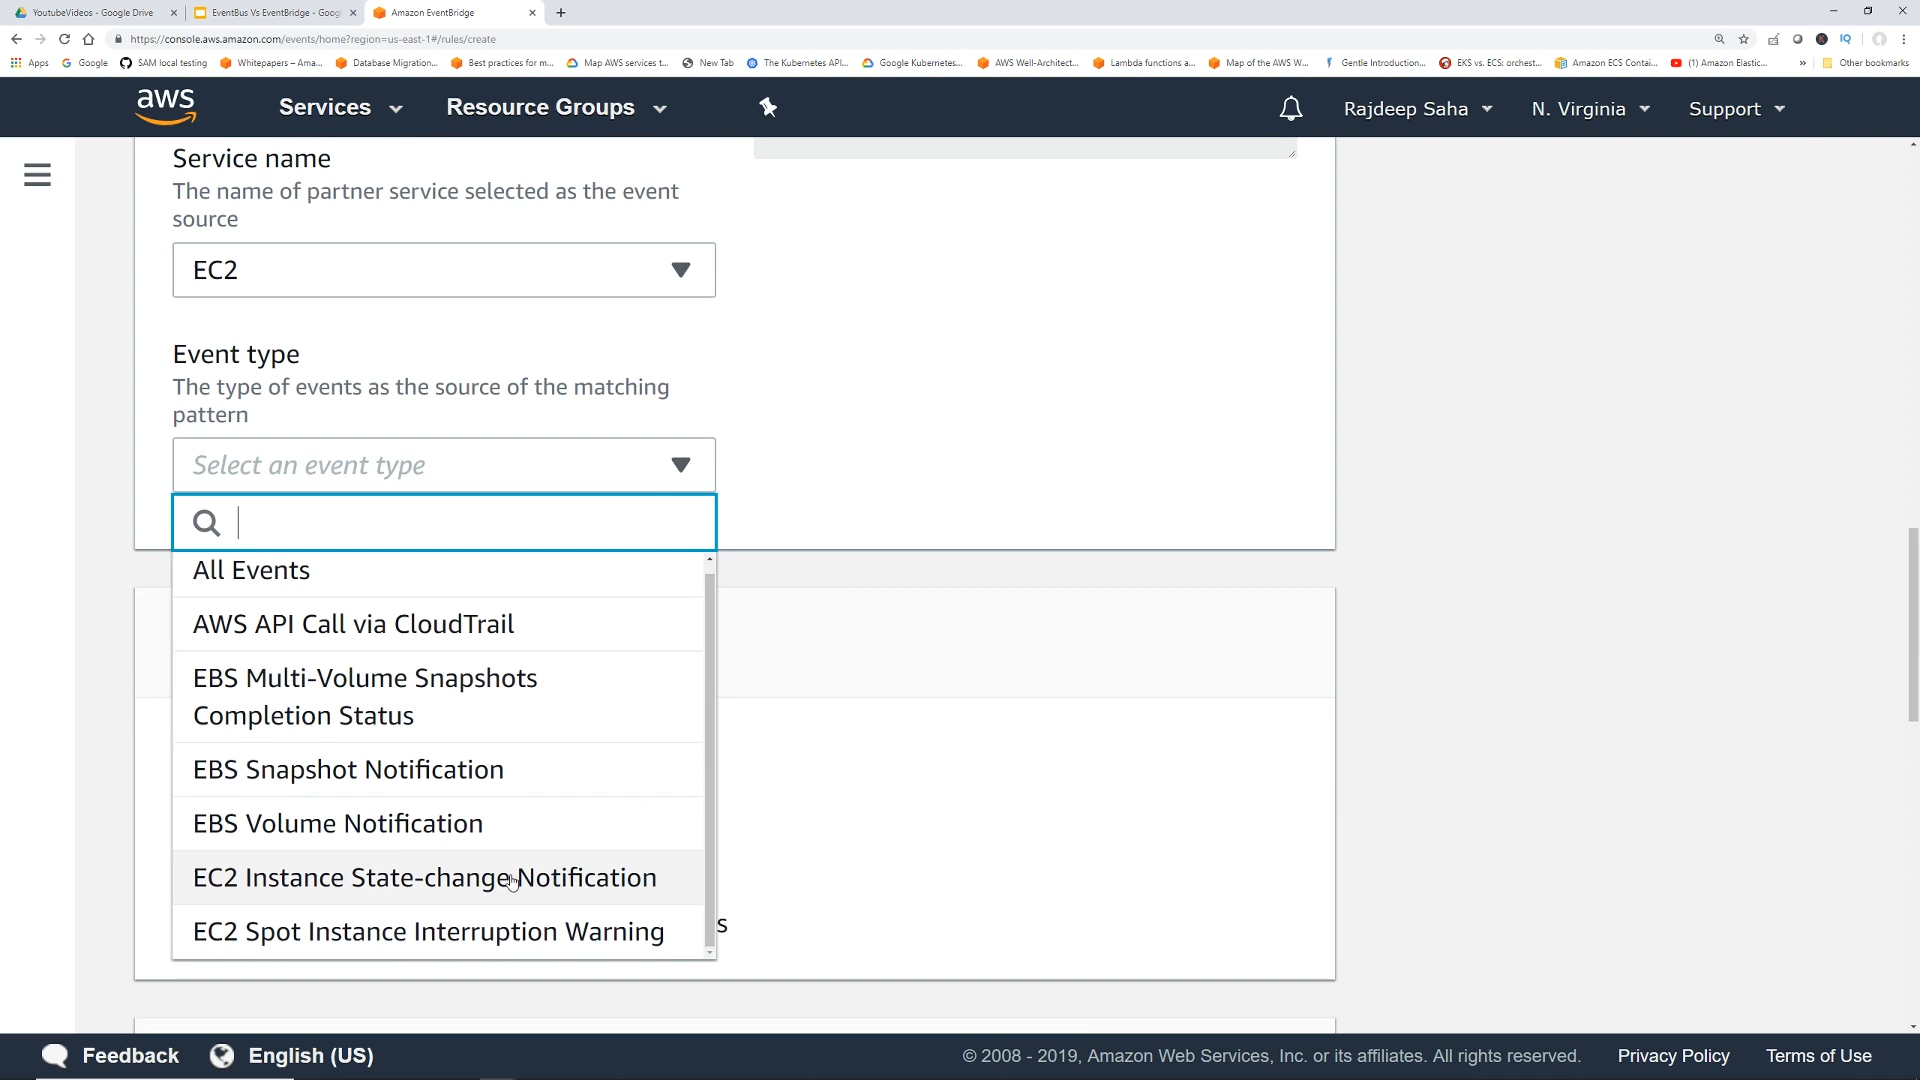 YoutubeVideos - Google Drive
EventBus Vs EventBridge - Goog
Amazon EventBridge
https://console.aws.amazon.com/events/home?region=us-east-1#/rules/create
Apps
Google
SAM local testing
Whitepapers – Ama...
Database Migration...
Best practices for m...
Map AWS services t...
New Tab
The Kubernetes API...
Google Kubernetes...
AWS Well-Architect...
Lambda functions a...
Map of the AWS W...
Gentle Introduction...
EKS vs. ECS: orchest...
Amazon ECS Contai...
(1) Amazon Elastic...
»
Other bookmarks
aws
Services
Resource Groups
Rajdeep Saha
N. Virginia
Support
Service name
The name of partner service selected as the event
source
EC2
Event type
The type of events as the source of the matching
pattern
Select an event type
All Events
AWS API Call via CloudTrail
EBS Multi-Volume Snapshots
Completion Status
EBS Snapshot Notification
EBS Volume Notification
EC2 Instance State-change Notification
EC2 Spot Instance Interruption Warning
s
Feedback
English (US)
© 2008 - 2019, Amazon Web Services, Inc. or its affiliates. All rights reserved.
Privacy Policy
Terms of Use